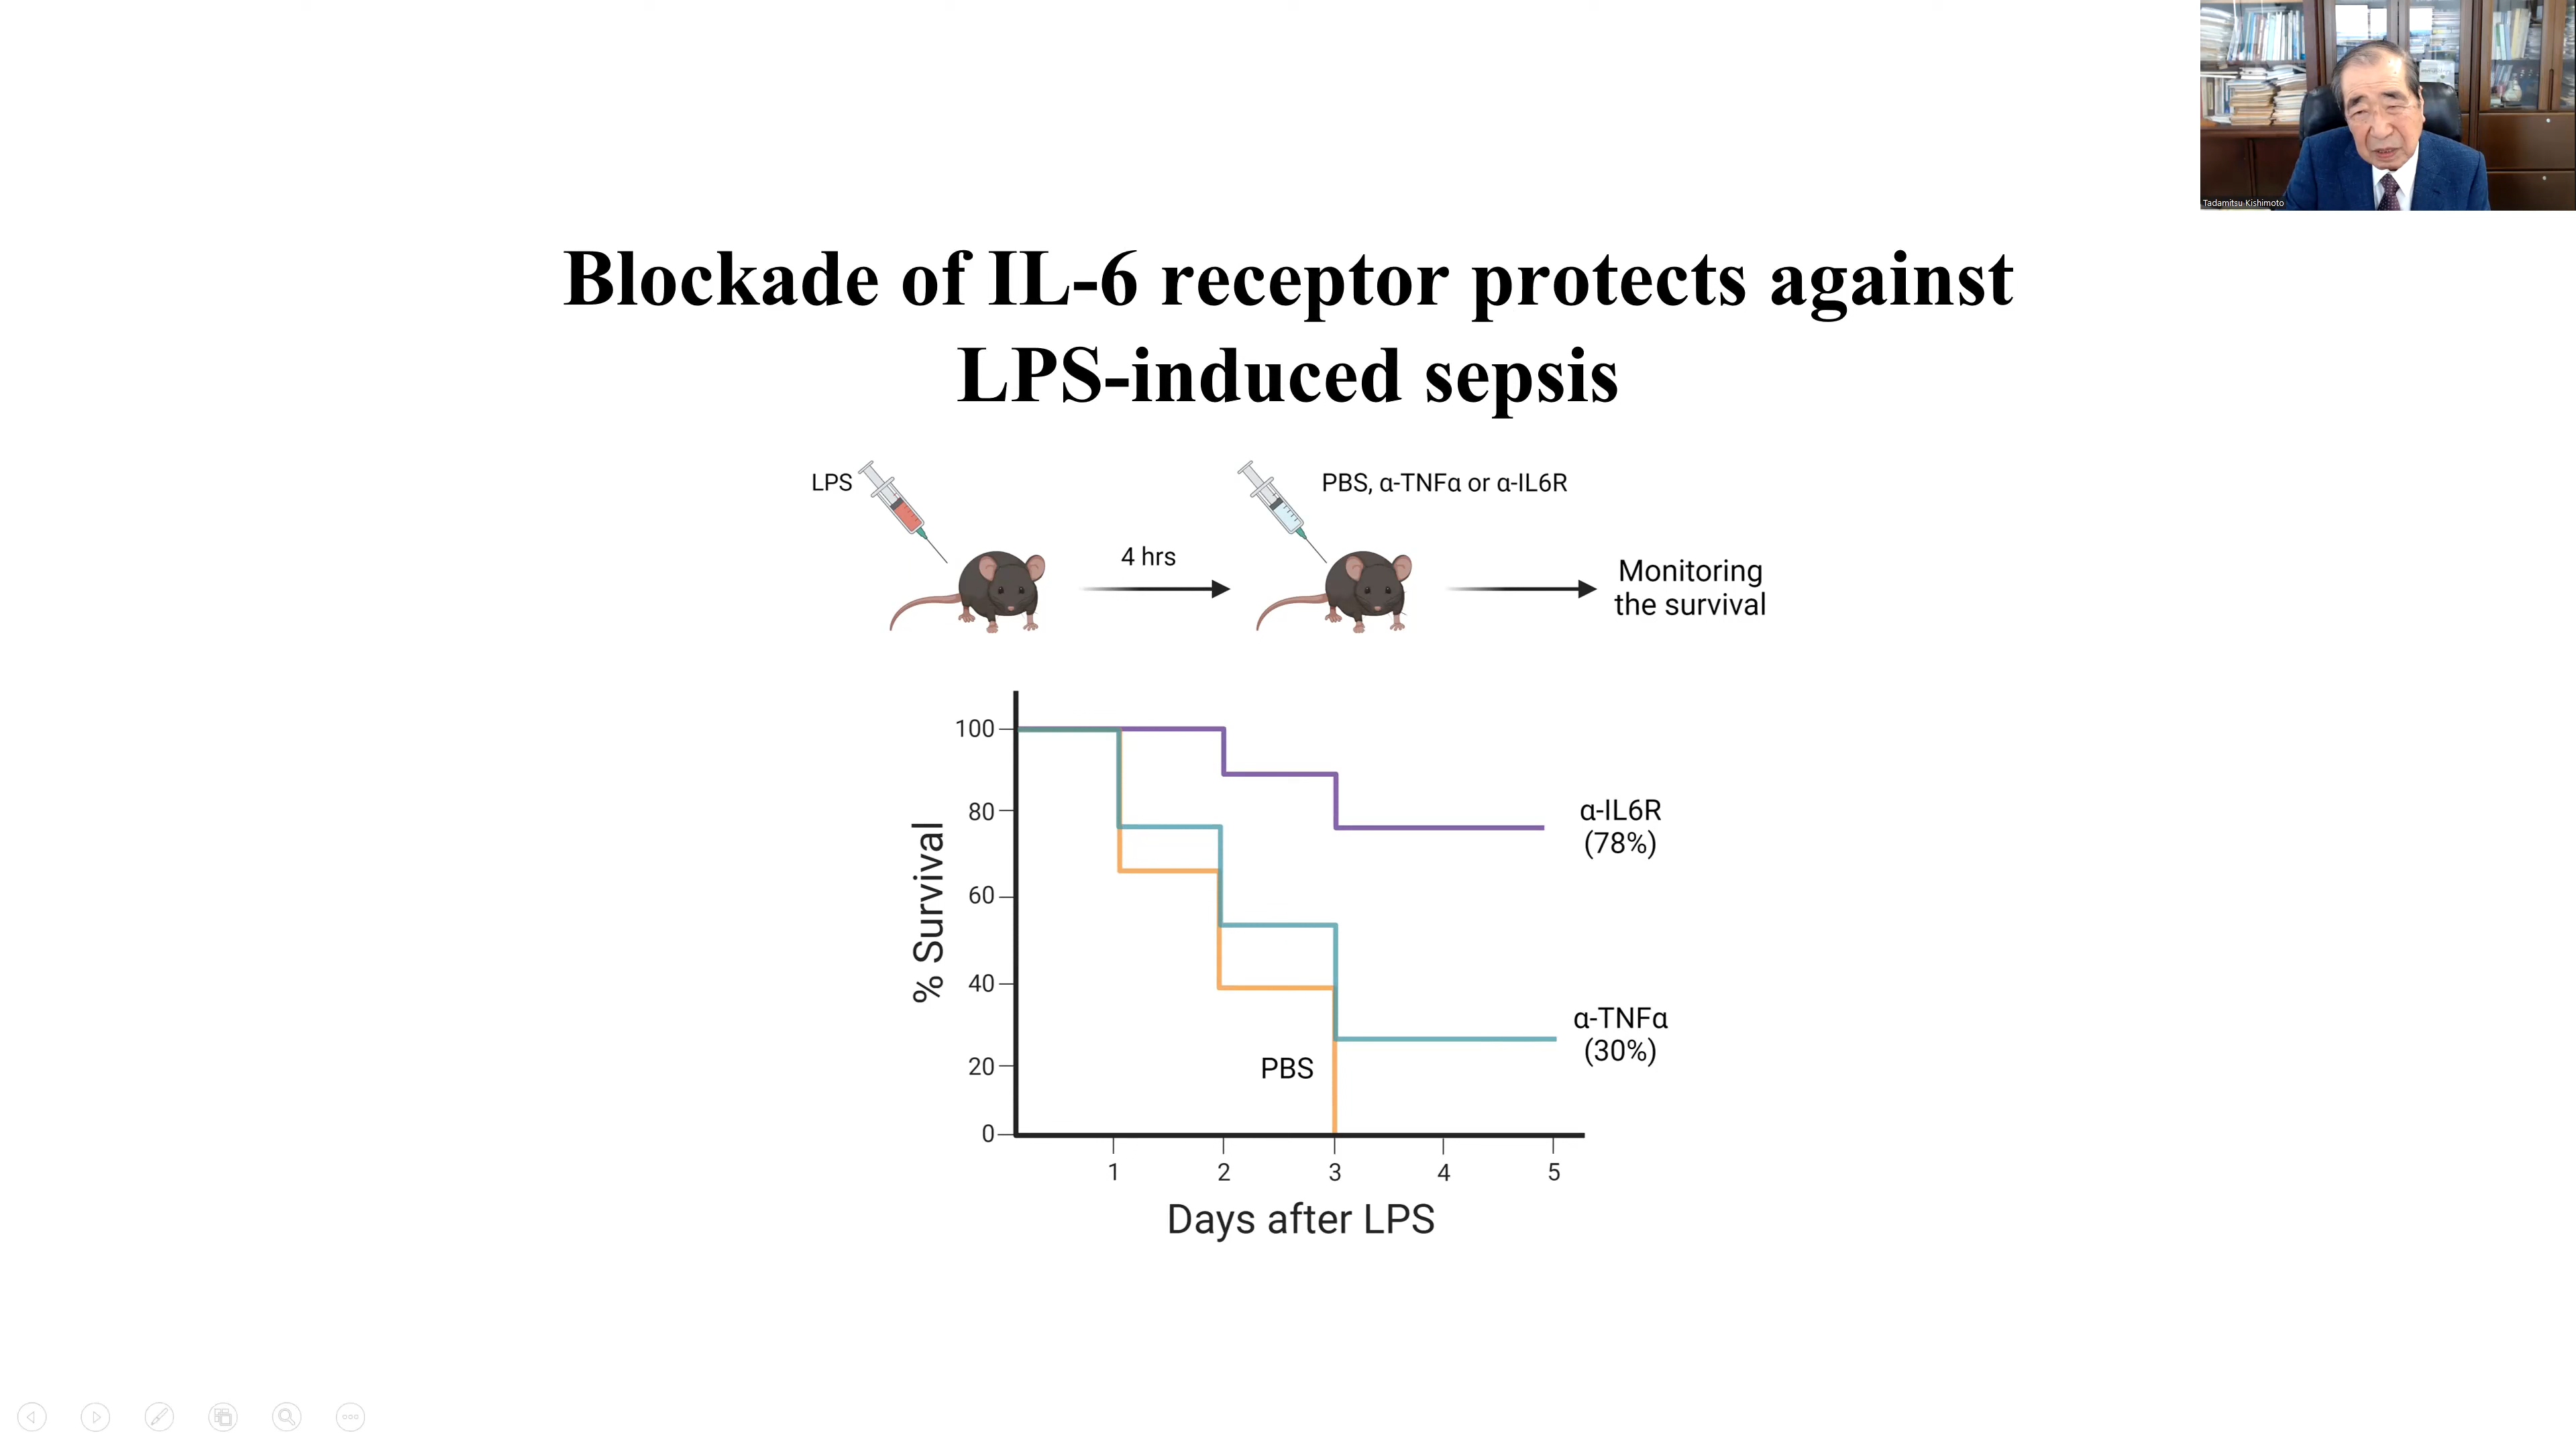 Tadamitsu Kishimoto
Blockade of IL-6 receptor protects against
LPS-induced sepsis
LPS
4 hrs
PBS, α-TNFα or α-IL6R
Monitoring
the survival
% Survival
100
80
60
40
20
0
α-IL6R
(78%)
α-TNFα
(30%)
PBS
1 2 3 4 5
Days after LPS